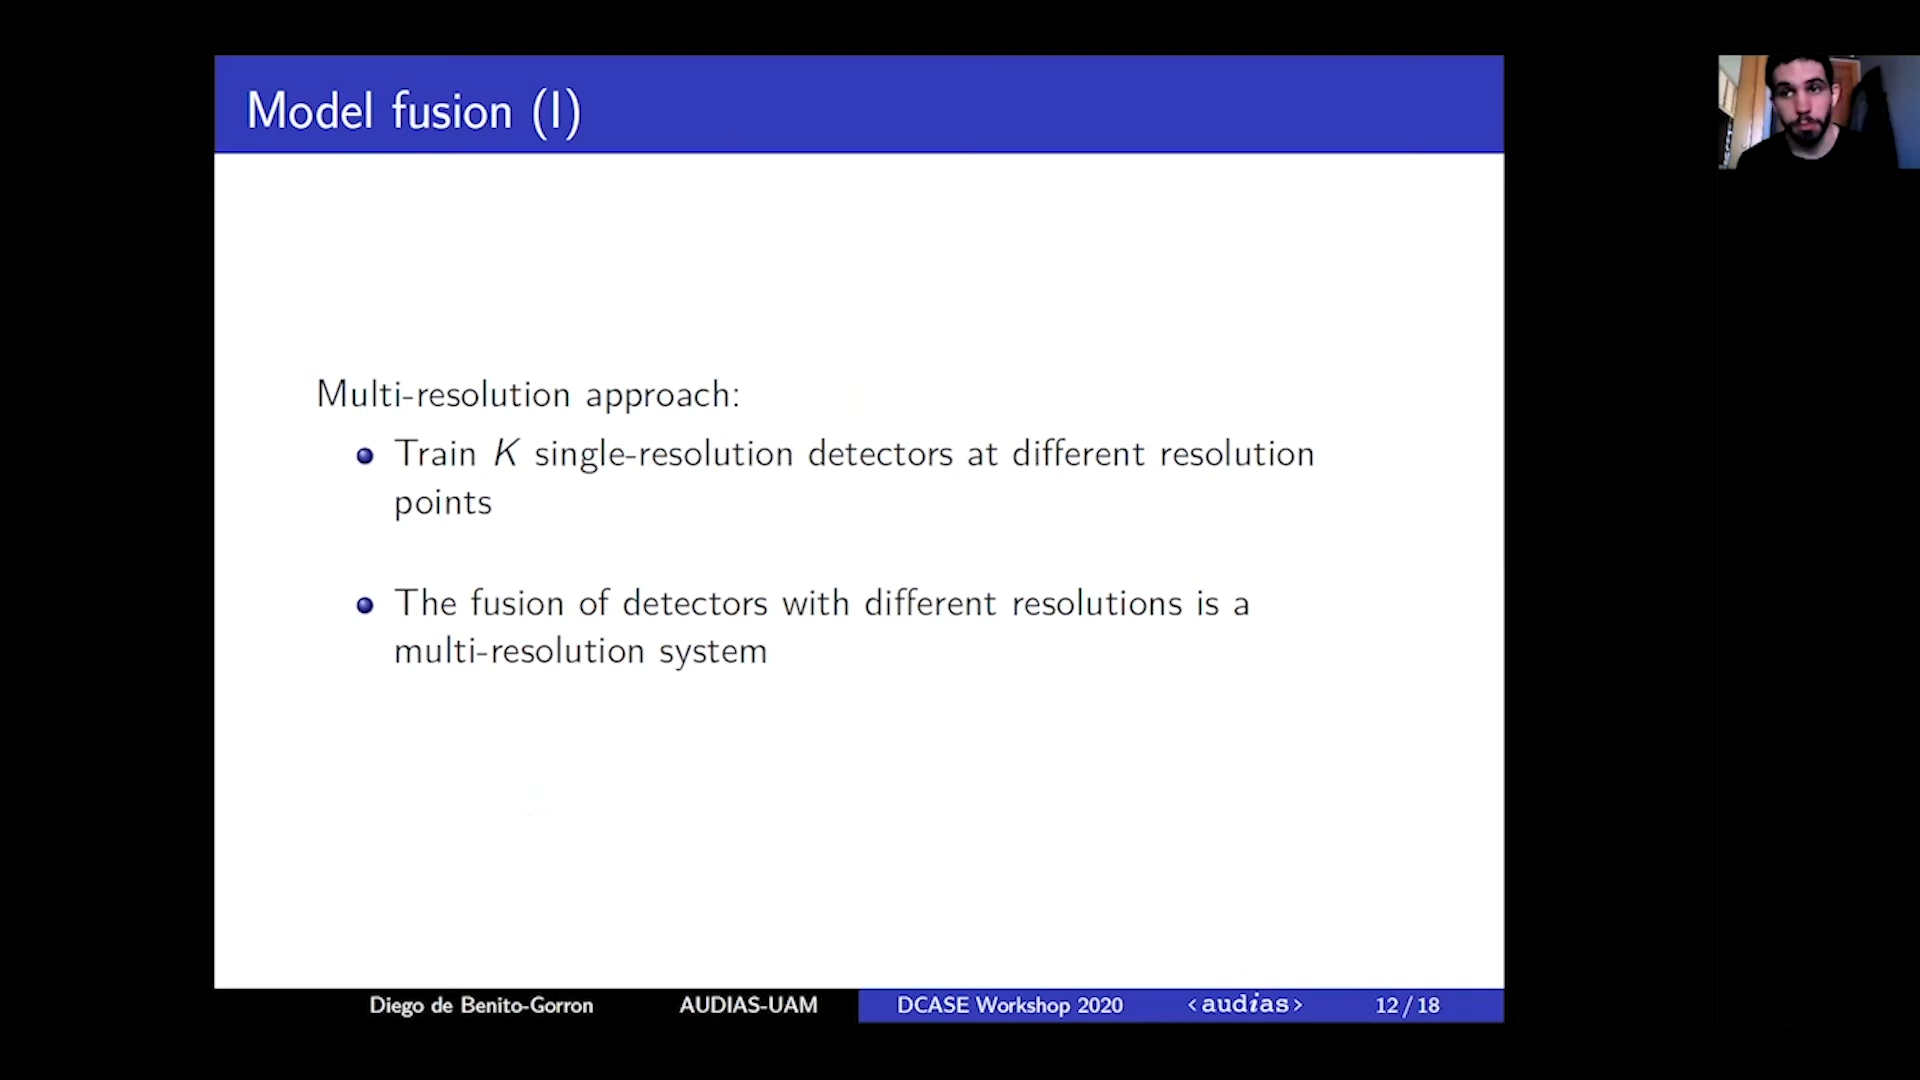 Model fusion (I)
Multi-resolution approach:
Train K single-resolution detectors at different resolution
points
The fusion of detectors with different resolutions is a
multi-resolution system
Diego de Benito-Gorron AUDIAS-UAM DCASE Workshop 2020 <audias> 12 / 18